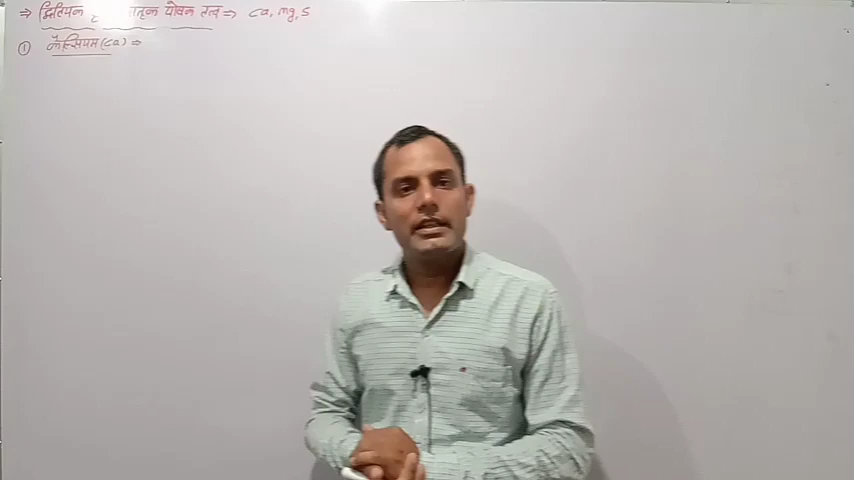 ⇒ द्वितियक मातृक पोषक तत्व ⇒ Ca, mg, S
① कैल्सियम (Ca) ⇒